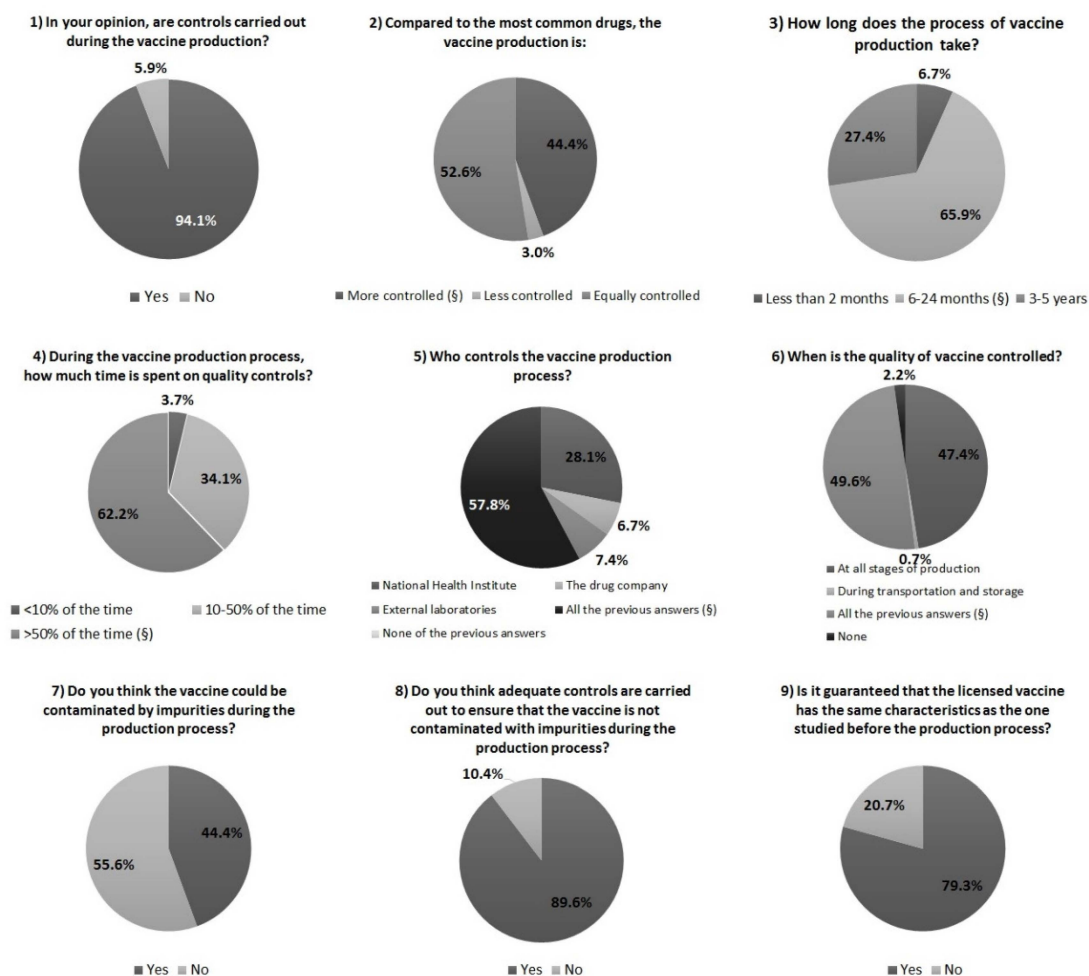 1) In your opinion, are controls carried out
during the vaccine production?
5.9%
94.1%
Yes No
2) Compared to the most common drugs, the
vaccine production is:
44.4%
52.6%
3.0%
More controlled (§) Less controlled Equally controlled
3) How long does the process of vaccine
production take?
6.7%
27.4%
65.9%
Less than 2 months 6-24 months (§) 3-5 years
4) During the vaccine production process,
how much time is spent on quality controls?
3.7%
34.1%
62.2%
<10% of the time 10-50% of the time
>50% of the time (§)
5) Who controls the vaccine production
process?
28.1%
57.8%
6.7%
7.4%
National Health Institute The drug company
External laboratories All the previous answers (§)
None of the previous answers
6) When is the quality of vaccine controlled?
2.2%
47.4%
49.6%
0.7%
At all stages of production
During transportation and storage
All the previous answers (§)
None
7) Do you think the vaccine could be
contaminated by impurities during the
production process?
44.4%
55.6%
Yes No
8) Do you think adequate controls are carried
out to ensure that the vaccine is not
contaminated with impurities during the
production process?
10.4%
89.6%
Yes No
9) Is it guaranteed that the licensed vaccine
has the same characteristics as the one
studied before the production process?
20.7%
79.3%
Yes No